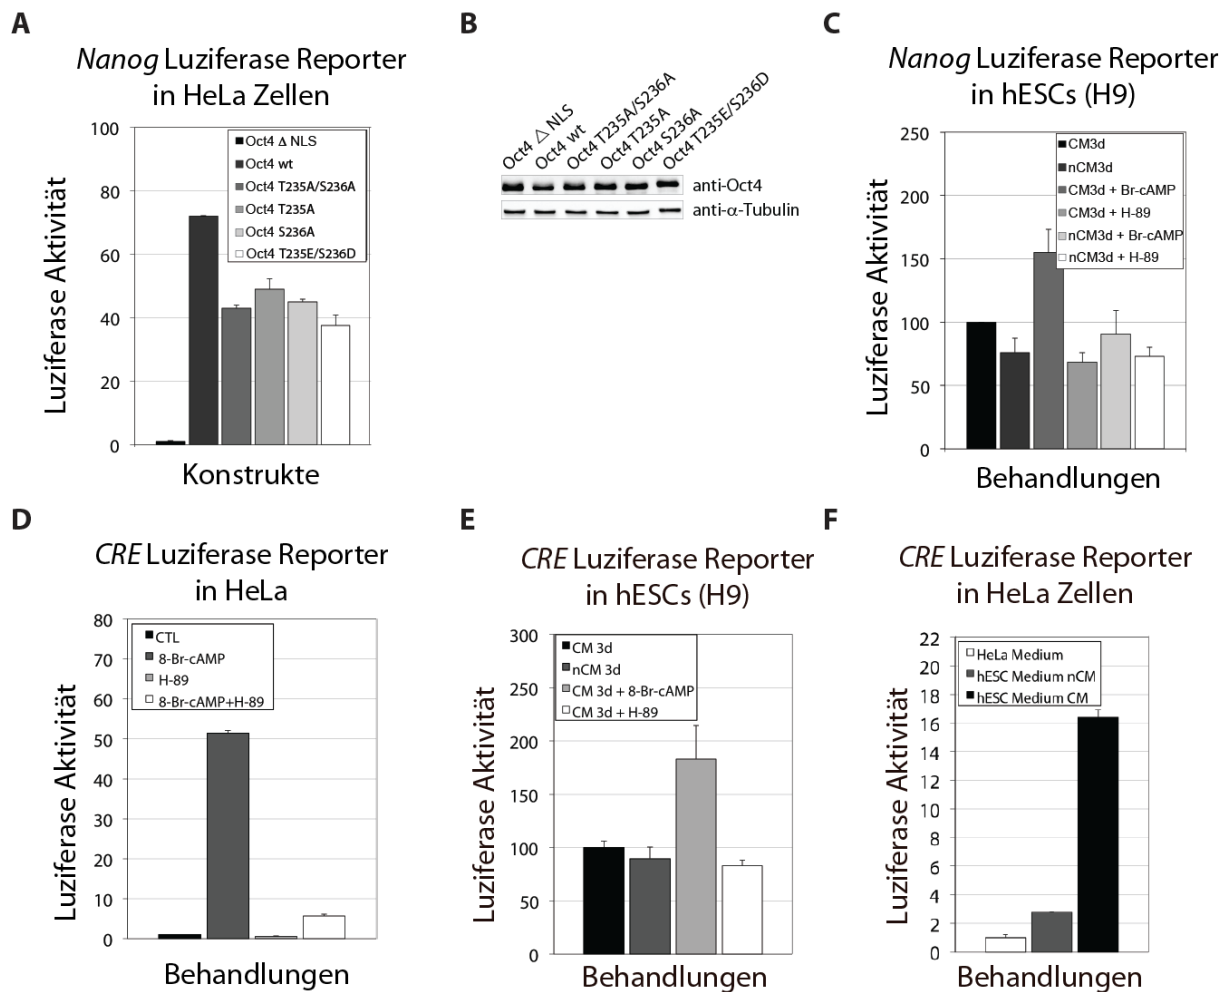 A
Nanog Luziferase Reporter
in HeLa Zellen
Luziferase Aktivität
100
80
60
40
20
0
Oct4 Δ NLS
Oct4 wt
Oct4 T235A/S236A
Oct4 T235A
Oct4 S236A
Oct4 T235E/S236D
Konstrukte
B
Oct4 △ NLS
Oct4 wt
Oct4 T235A/S236A
Oct4 T235A
Oct4 S236A
Oct4 T235E/S236D
anti-Oct4
anti-α-Tubulin
C
Nanog Luziferase Reporter
in hESCs (H9)
Luziferase Aktivität
250
200
150
100
50
0
CM3d
nCM3d
CM3d + Br-cAMP
CM3d + H-89
nCM3d + Br-cAMP
nCM3d + H-89
Behandlungen
D
CRE Luziferase Reporter
in HeLa
Luziferase Aktivität
80
70
60
50
40
30
20
10
0
CTL
8-Br-cAMP
H-89
8-Br-cAMP+H-89
Behandlungen
E
CRE Luziferase Reporter
in hESCs (H9)
Luziferase Aktivität
300
250
200
150
100
50
0
CM 3d
nCM 3d
CM 3d + 8-Br-cAMP
CM 3d + H-89
Behandlungen
F
CRE Luziferase Reporter
in HeLa Zellen
Luziferase Aktivität
22
20
18
16
14
12
10
8
6
4
2
0
HeLa Medium
hESC Medium nCM
hESC Medium CM
Behandlungen